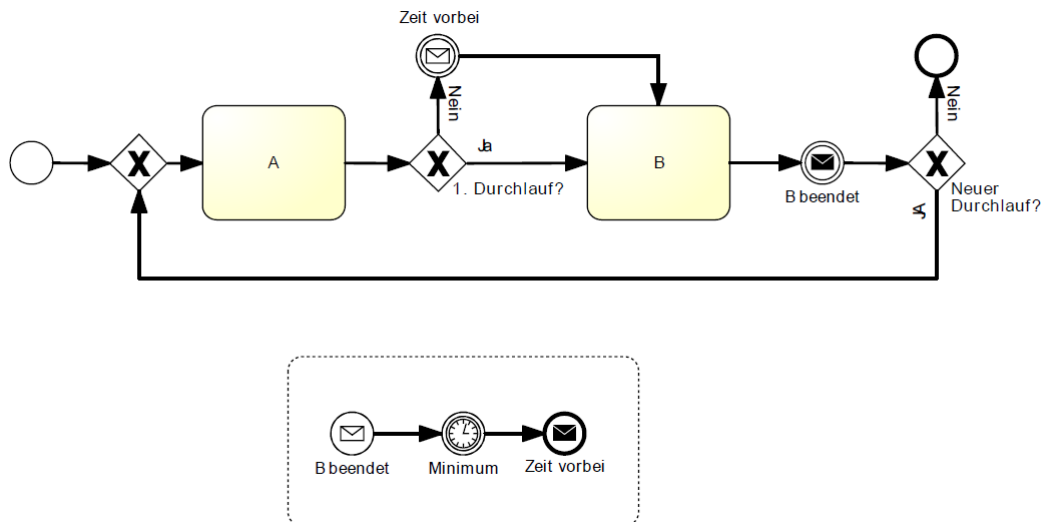 Zeit vorbei
Nein
Nein
A
Ja
1. Durchlauf?
B
B beendet
Neuer
Durchlauf?
Ja
B beendet
Minimum
Zeit vorbei